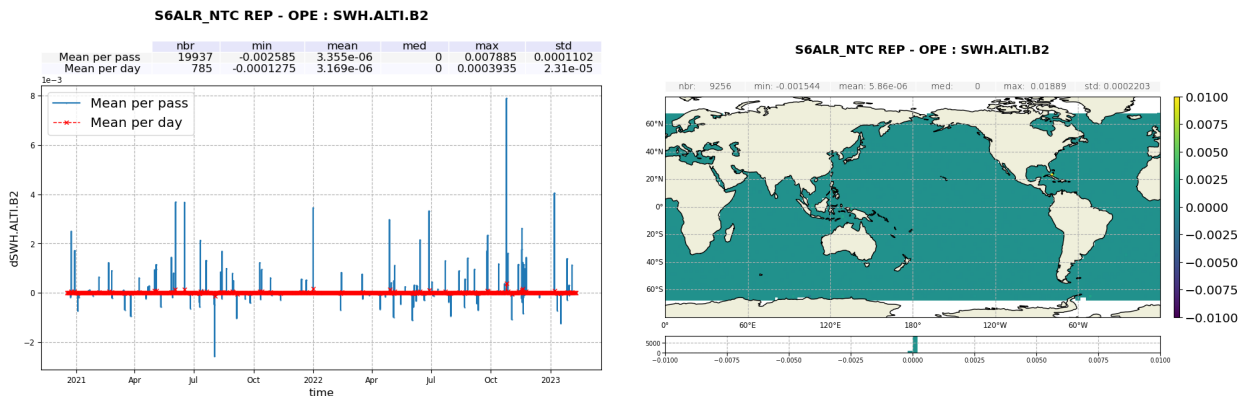 S6ALR_NTC REP - OPE : SWH.ALTI.B2
nbr min mean med max std
Mean per pass 19937 -0.002585 3.355e-06 0 0.007885 0.0001102
Mean per day 785 -0.0001275 3.169e-06 0 0.0003935 2.31e-05
1e−3
Mean per pass
Mean per day
8
6
4
2
0
−2
dSWH.ALTI.B2
2021 Apr Jul Oct 2022 Apr Jul Oct 2023
time
S6ALR_NTC REP - OPE : SWH.ALTI.B2
nbr: 9256 min: -0.001544 mean: 5.86e-06 med: 0 max: 0.01889 std: 0.0002203
60°N
40°N
20°N
0°
20°S
40°S
60°S
0° 60°E 120°E 180° 120°W 60°W
0.0100
0.0075
0.0050
0.0025
0.0000
−0.0025
−0.0050
−0.0075
−0.0100
5000
0
−0.0100 −0.0075 −0.0050 −0.0025 0.0000 0.0025 0.0050 0.0075 0.0100